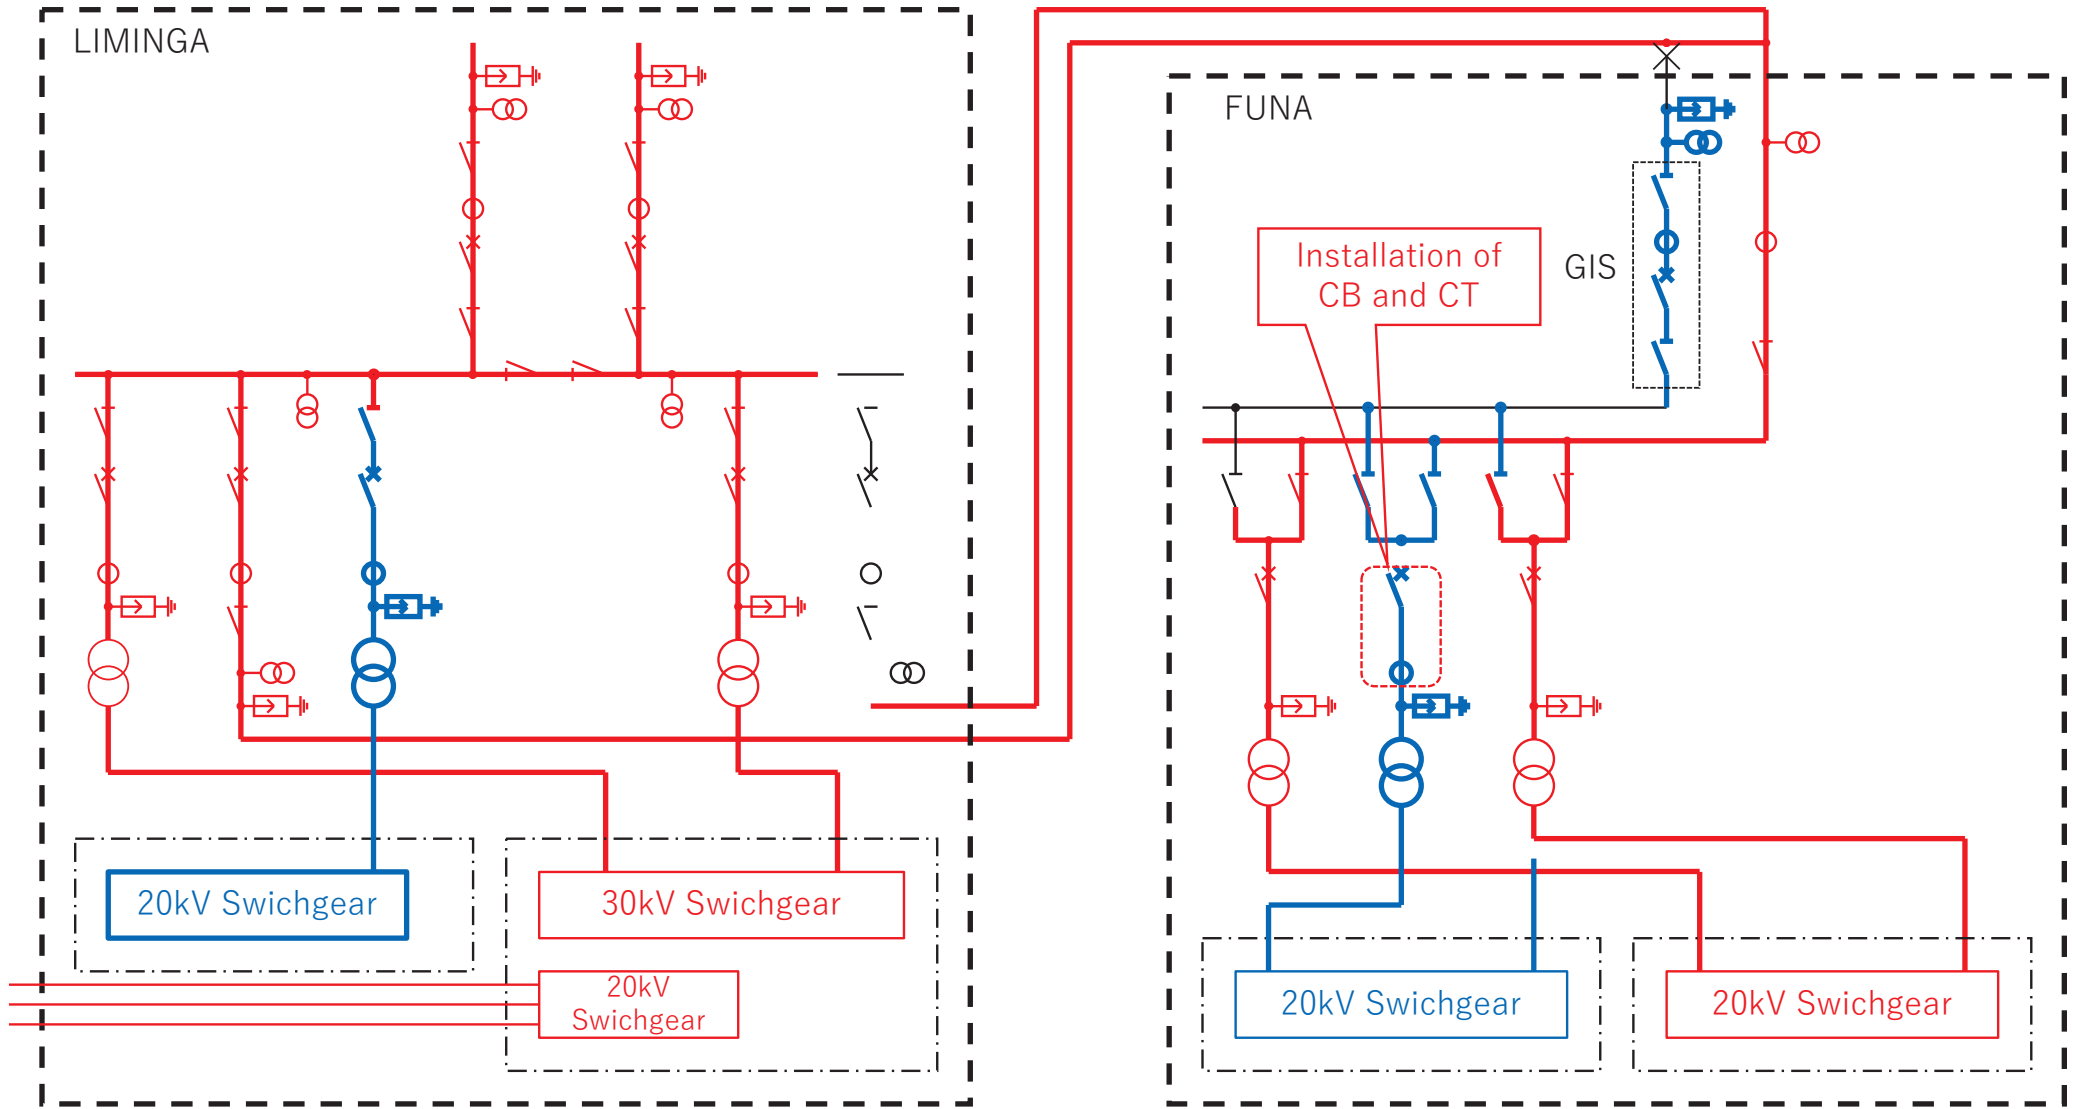 LIMINGA
FUNA
Installation of
CB and CT
GIS
20kV Swichgear
30kV Swichgear
20kV
Swichgear
20kV Swichgear
20kV Swichgear